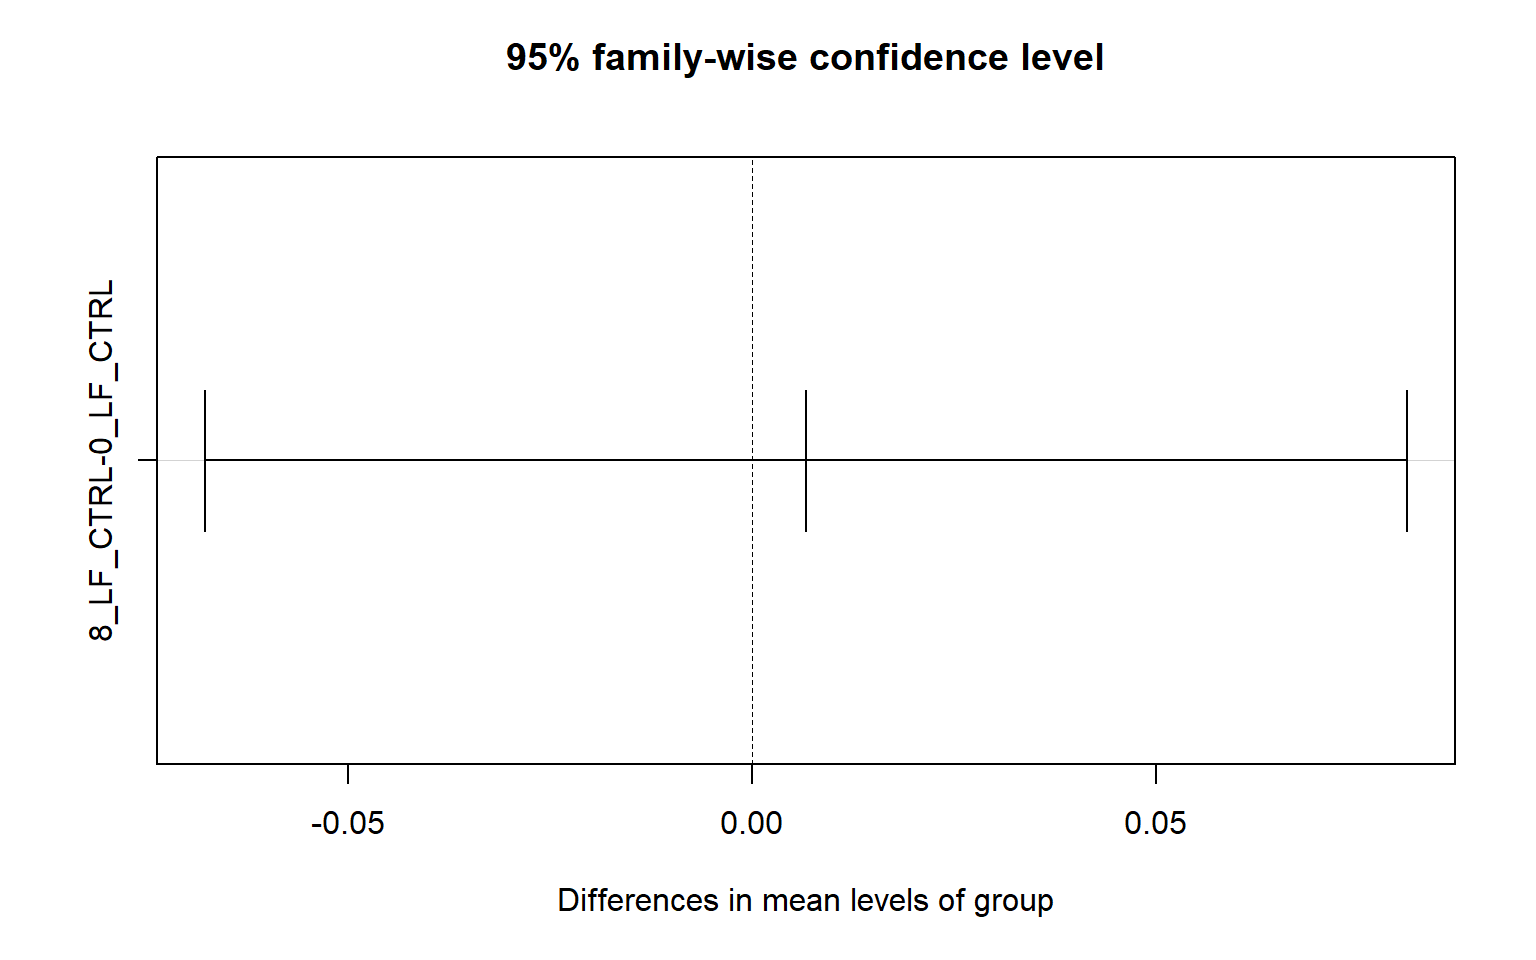 95% family-wise confidence level
8_LF_CTRL-0_LF_CTRL
-0.05
0.00
0.05
Differences in mean levels of group